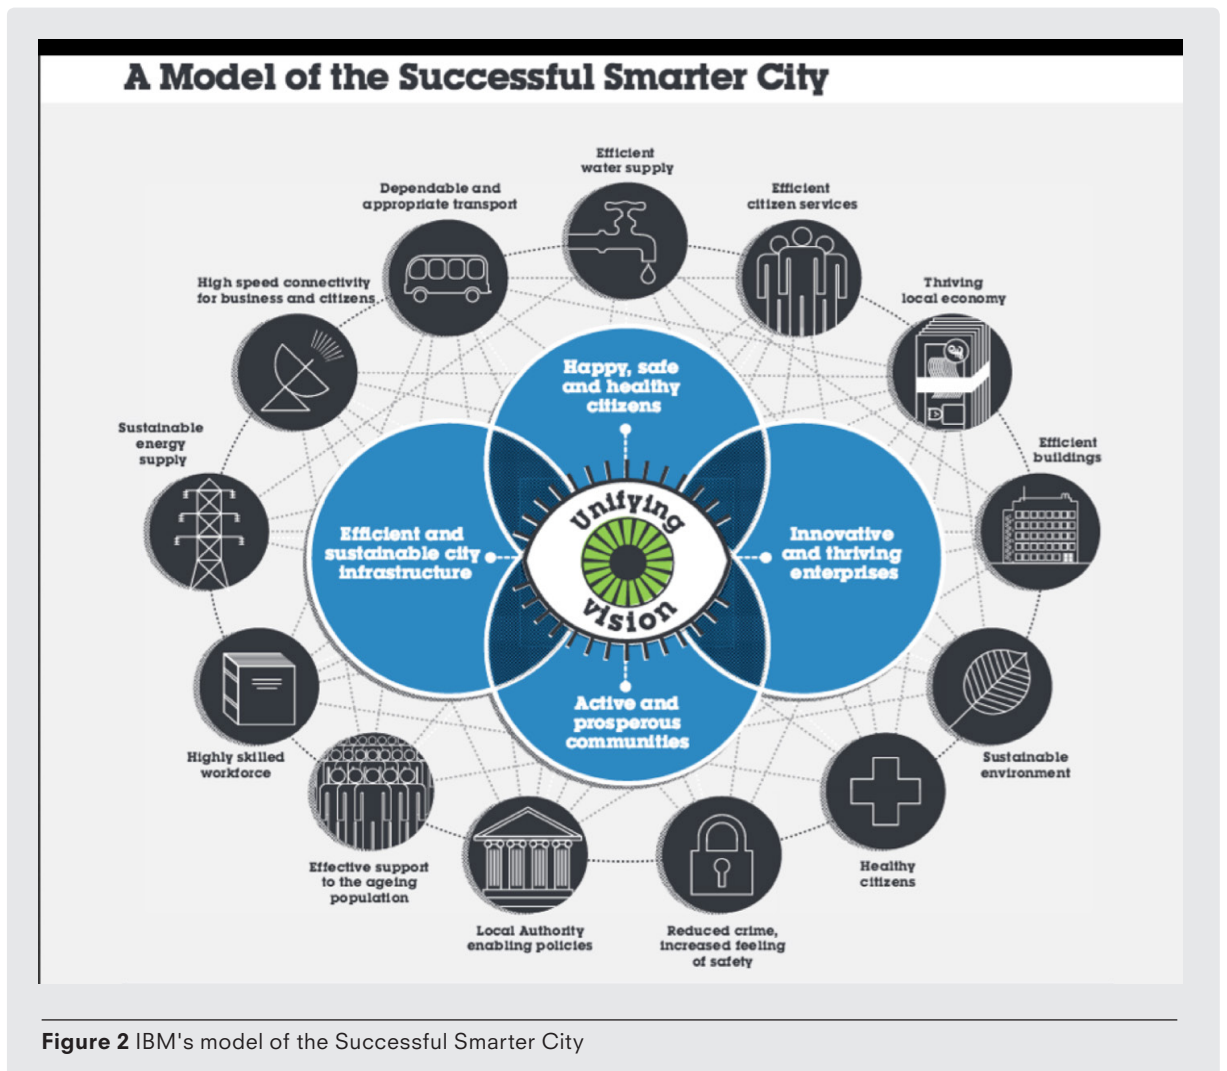 A Model of the Successful Smarter City
Efficient
water supply
Dependable and
appropriate transport
Efficient
citizen services
High speed connectivity
for business and citizens
Thriving
local economy
Sustainable
energy
supply
Efficient
buildings
Happy, safe
and healthy
citizens
Efficient and
sustainable city
infrastructure
Unifying
vision
Innovative
and thriving
enterprises
Active and
prosperous
communities
Highly skilled
workforce
Sustainable
environment
Effective support
to the ageing
population
Healthy
citizens
Local Authority
enabling policies
Reduced crime,
increased feeling
of safety
Figure 2 IBM's model of the Successful Smarter City